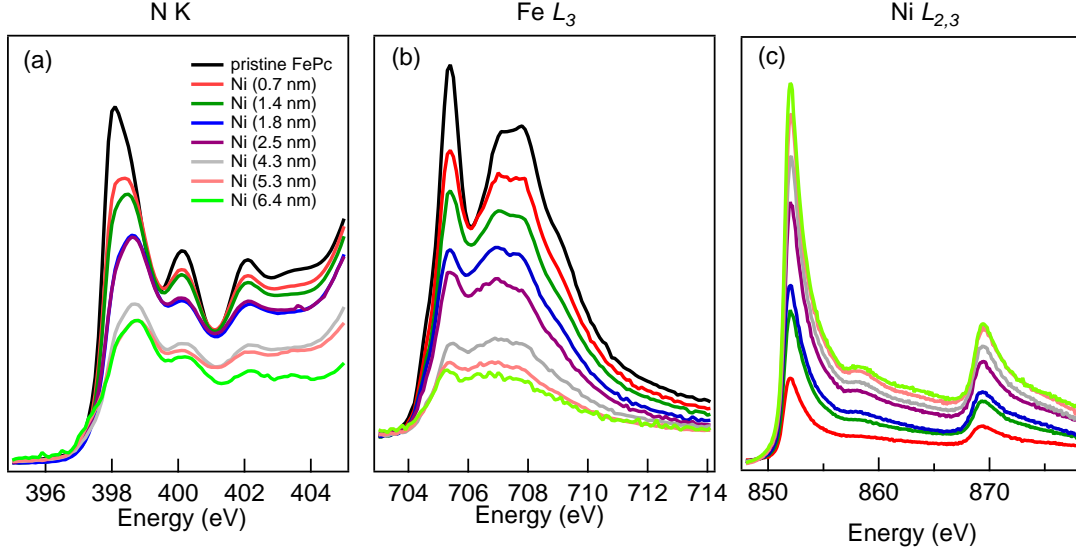 N K
Fe L3
Ni L2,3
(a)
pristine FePc
Ni (0.7 nm)
Ni (1.4 nm)
Ni (1.8 nm)
Ni (2.5 nm)
Ni (4.3 nm)
Ni (5.3 nm)
Ni (6.4 nm)
(b)
(c)
396 398 400 402 404
704 706 708 710 712 714
850 860 870
Energy (eV)
Energy (eV)
Energy (eV)